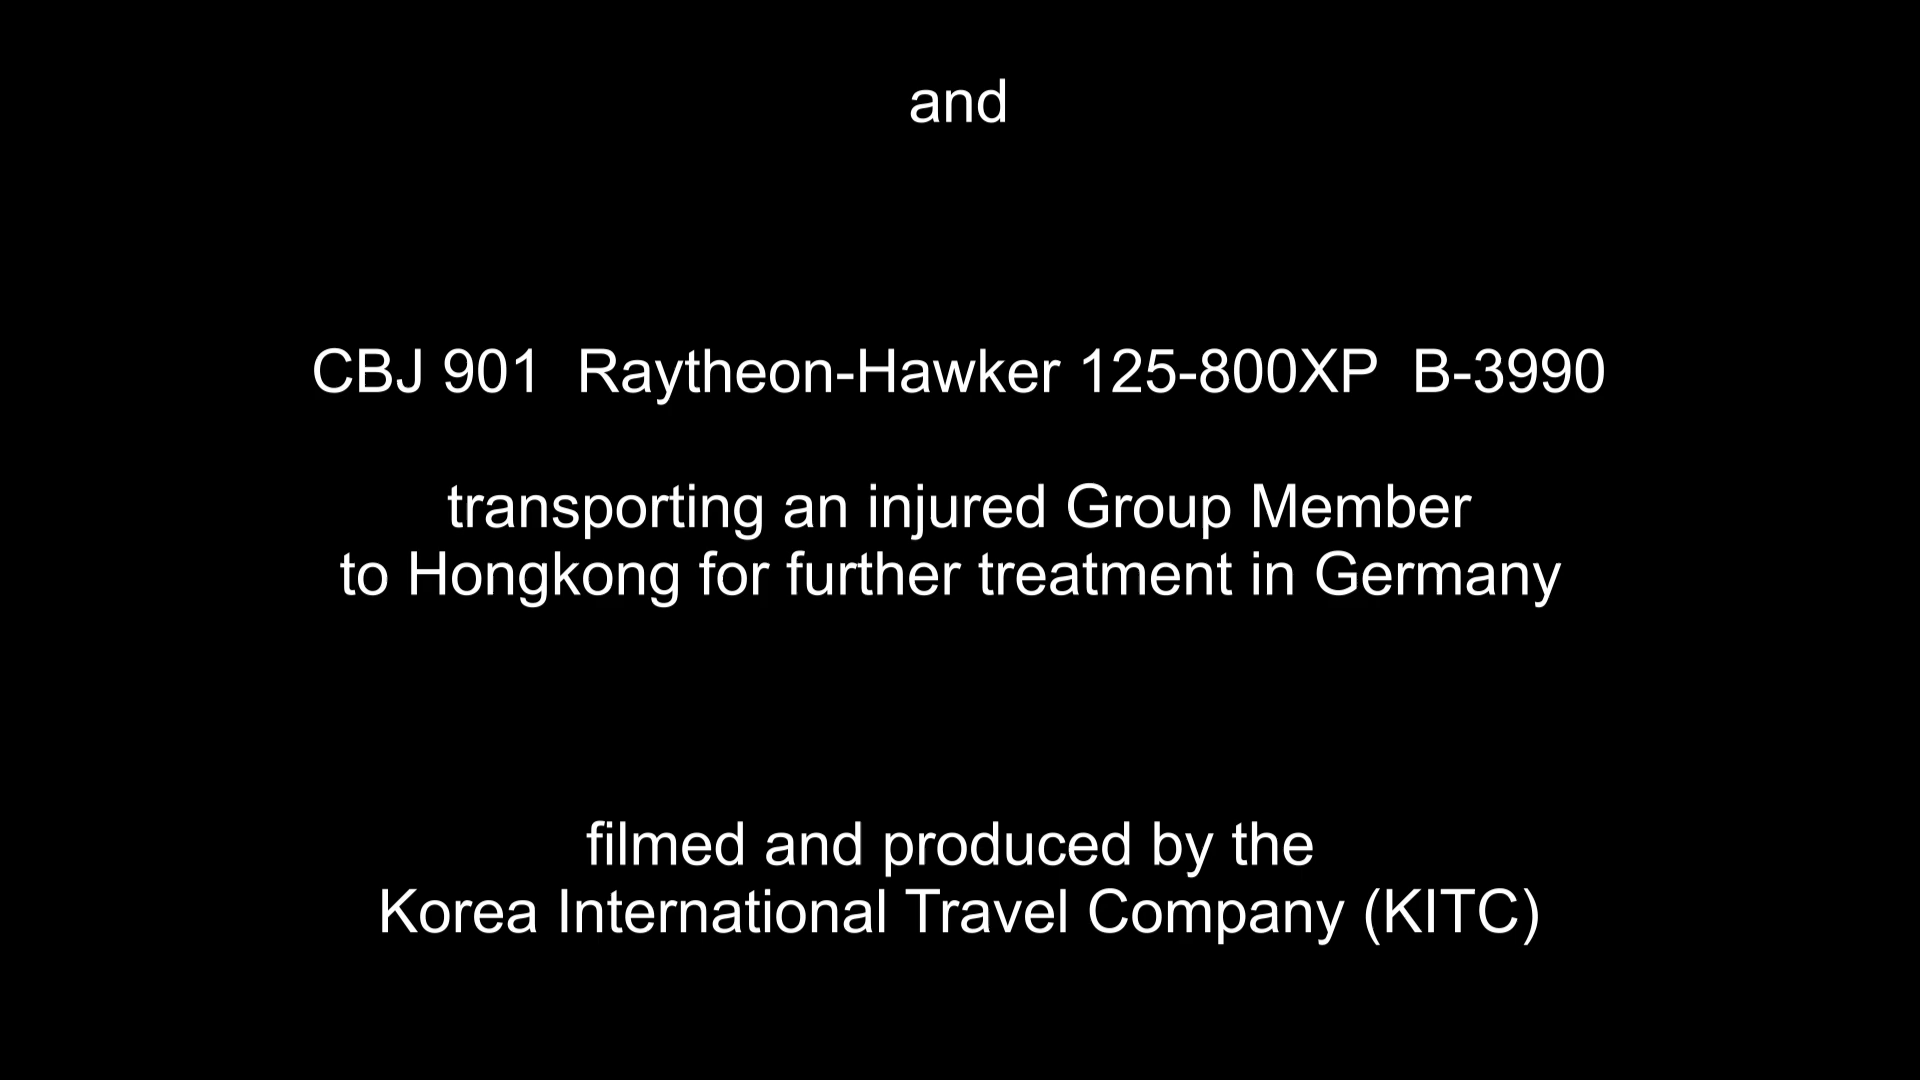 and
CBJ 901  Raytheon-Hawker 125-800XP  B-3990
transporting an injured Group Member
to Hongkong for further treatment in Germany
filmed and produced by the
Korea International Travel Company (KITC)